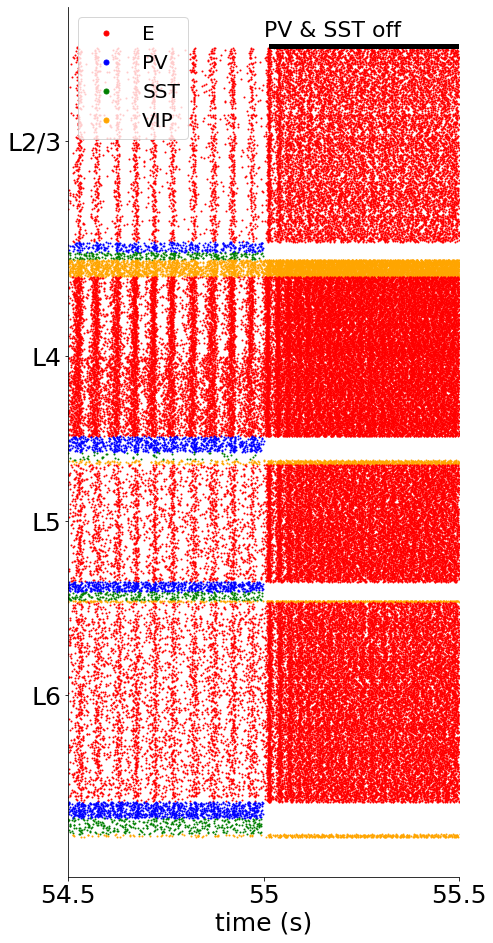 PV & SST off
E
PV
SST
VIP
L2/3
L4
L5
L6
54.5 55 55.5
time (s)